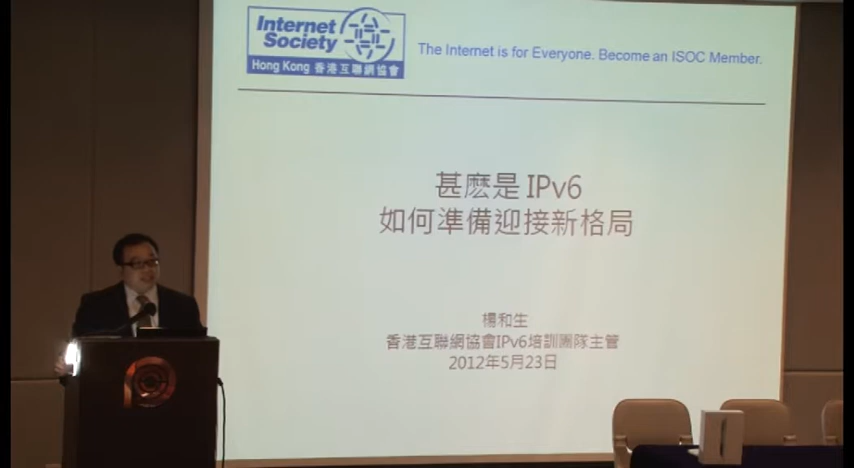 Internet
Society
Hong Kong 香港互聯網協會
The Internet is for Everyone. Become an ISOC Member.
甚麽是 IPv6
如何準備迎接新格局
楊和生
香港互聯網協會IPv6培訓團隊主管
2012年5月23日